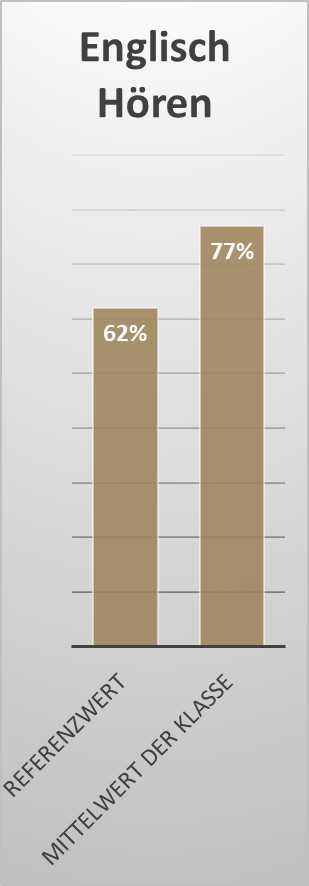 Englisch
Hören
77%
62%
REFERENZWERT
MITTELWERT DER KLASSE